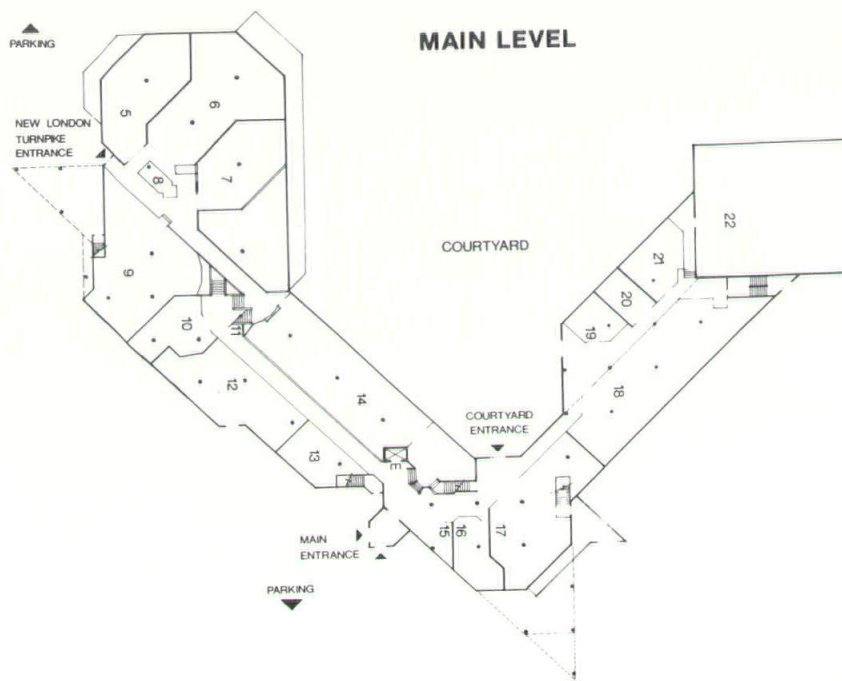 MAIN LEVEL
PARKING
NEW LONDON
TURNPIKE
ENTRANCE
5
6
7
8
9
10
11
12
13
14
E
COURTYARD
COURTYARD
ENTRANCE
15
16
17
18
19
20
21
22
MAIN
ENTRANCE
PARKING